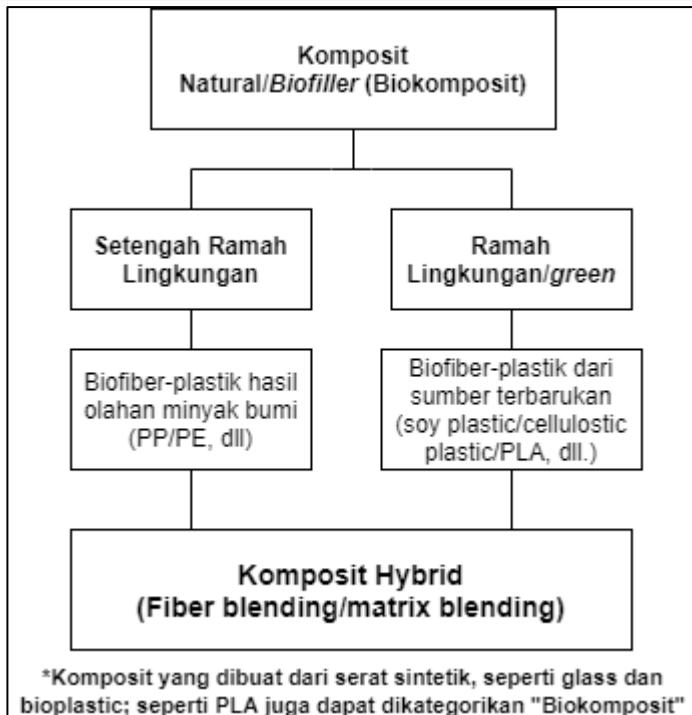 Komposit
Natural/Biofiller (Biokomposit)
Setengah Ramah
Lingkungan
Ramah
Lingkungan/green
Biofiber-plastik hasil
olahan minyak bumi
(PP/PE, dll)
Biofiber-plastik dari
sumber terbarukan
(soy plastic/cellulostic
plastic/PLA, dll.)
Komposit Hybrid
(Fiber blending/matrix blending)
*Komposit yang dibuat dari serat sintetik, seperti glass dan
bioplastic; seperti PLA juga dapat dikategorikan "Biokomposit"